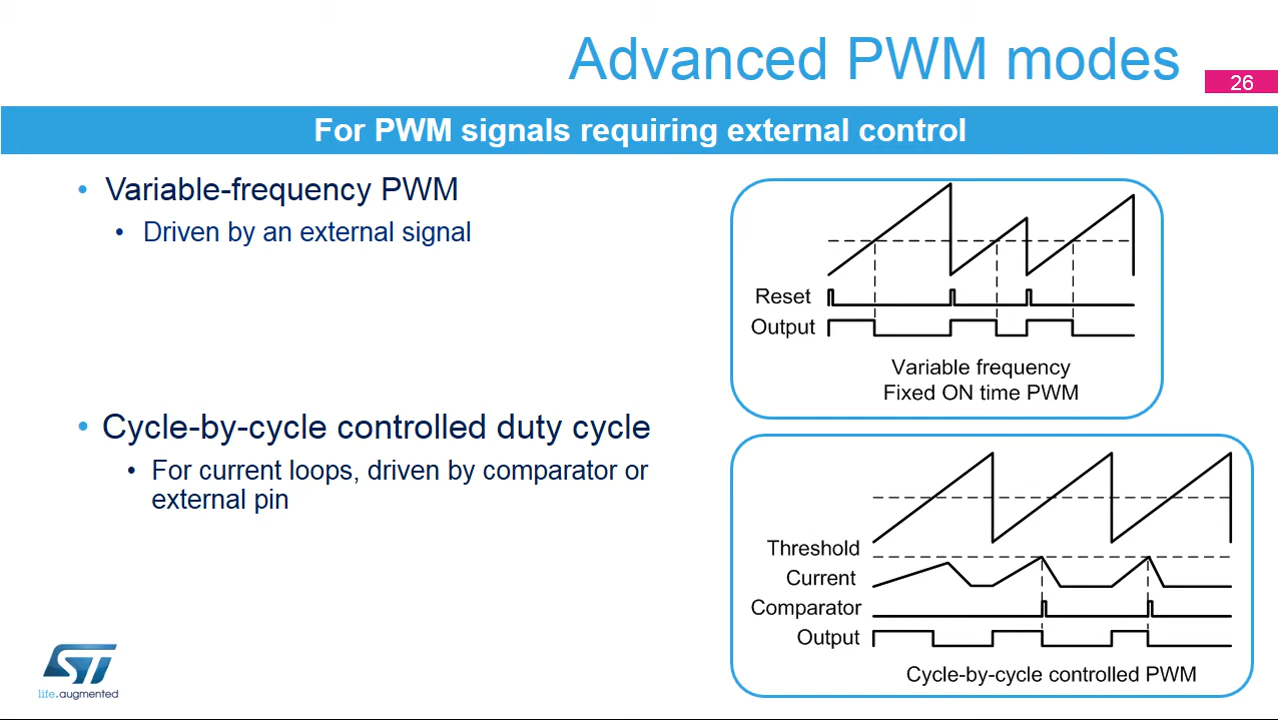 Advanced PWM modes
26
For PWM signals requiring external control
• Variable-frequency PWM
• Driven by an external signal
Reset
Output
Variable frequency
Fixed ON time PWM
• Cycle-by-cycle controlled duty cycle
• For current loops, driven by comparator or
external pin
Threshold
Current
Comparator
Output
Cycle-by-cycle controlled PWM
ST
life.augmented